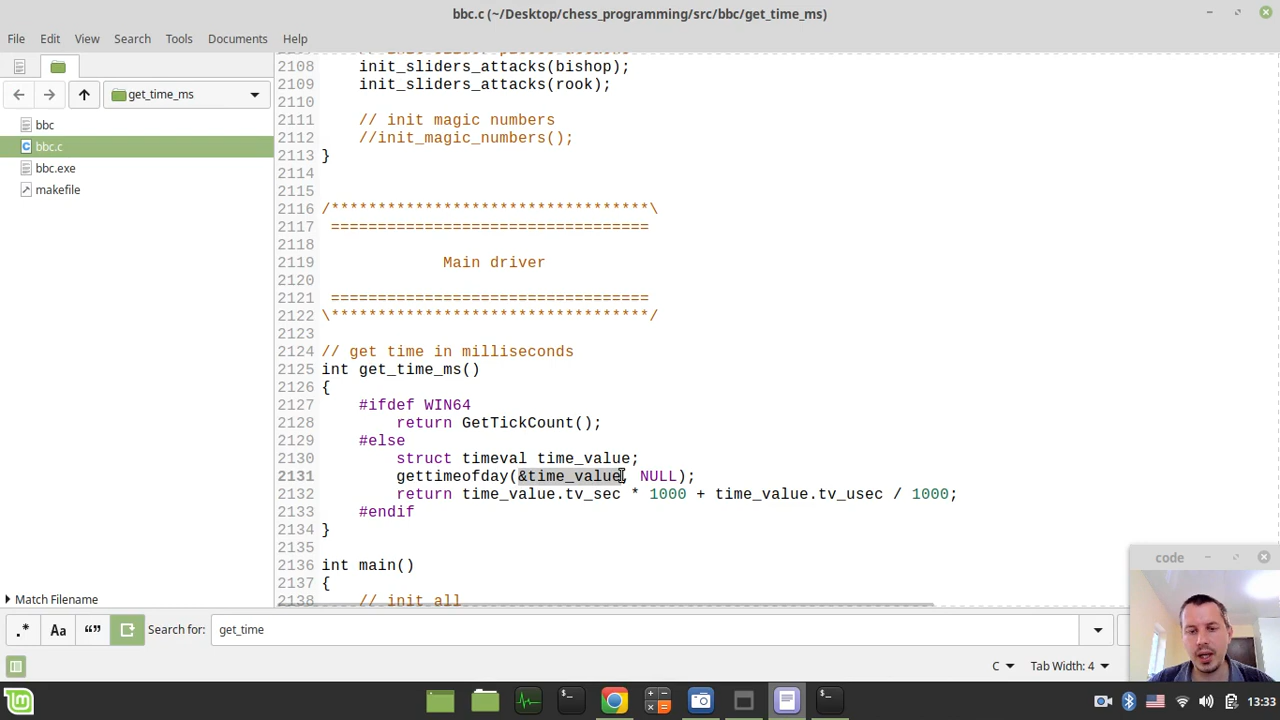 bbc.c (~/Desktop/chess_programming/src/bbc/get_time_ms)
File Edit View Search Tools Documents Help
get_time_ms
bbc
bbc.c
bbc.exe
makefile
Match Filename
2108 init_sliders_attacks(bishop);
2109 init_sliders_attacks(rook);
2110
2111 // init magic numbers
2112 //init_magic_numbers();
2113 }
2114
2115
2116 /**********************************\
2117 =================================
2118
2119 Main driver
2120
2121 =================================
2122 \**********************************/
2123
2124 // get time in milliseconds
2125 int get_time_ms()
2126 {
2127 #ifdef WIN64
2128 return GetTickCount();
2129 #else
2130 struct timeval time_value;
2131 gettimeofday(&time_value, NULL);
2132 return time_value.tv_sec * 1000 + time_value.tv_usec / 1000;
2133 #endif
2134 }
2135
2136 int main()
2137 {
2138 // init all
code
.* Aa “” Search for: get_time
C Tab Width: 4
13:33